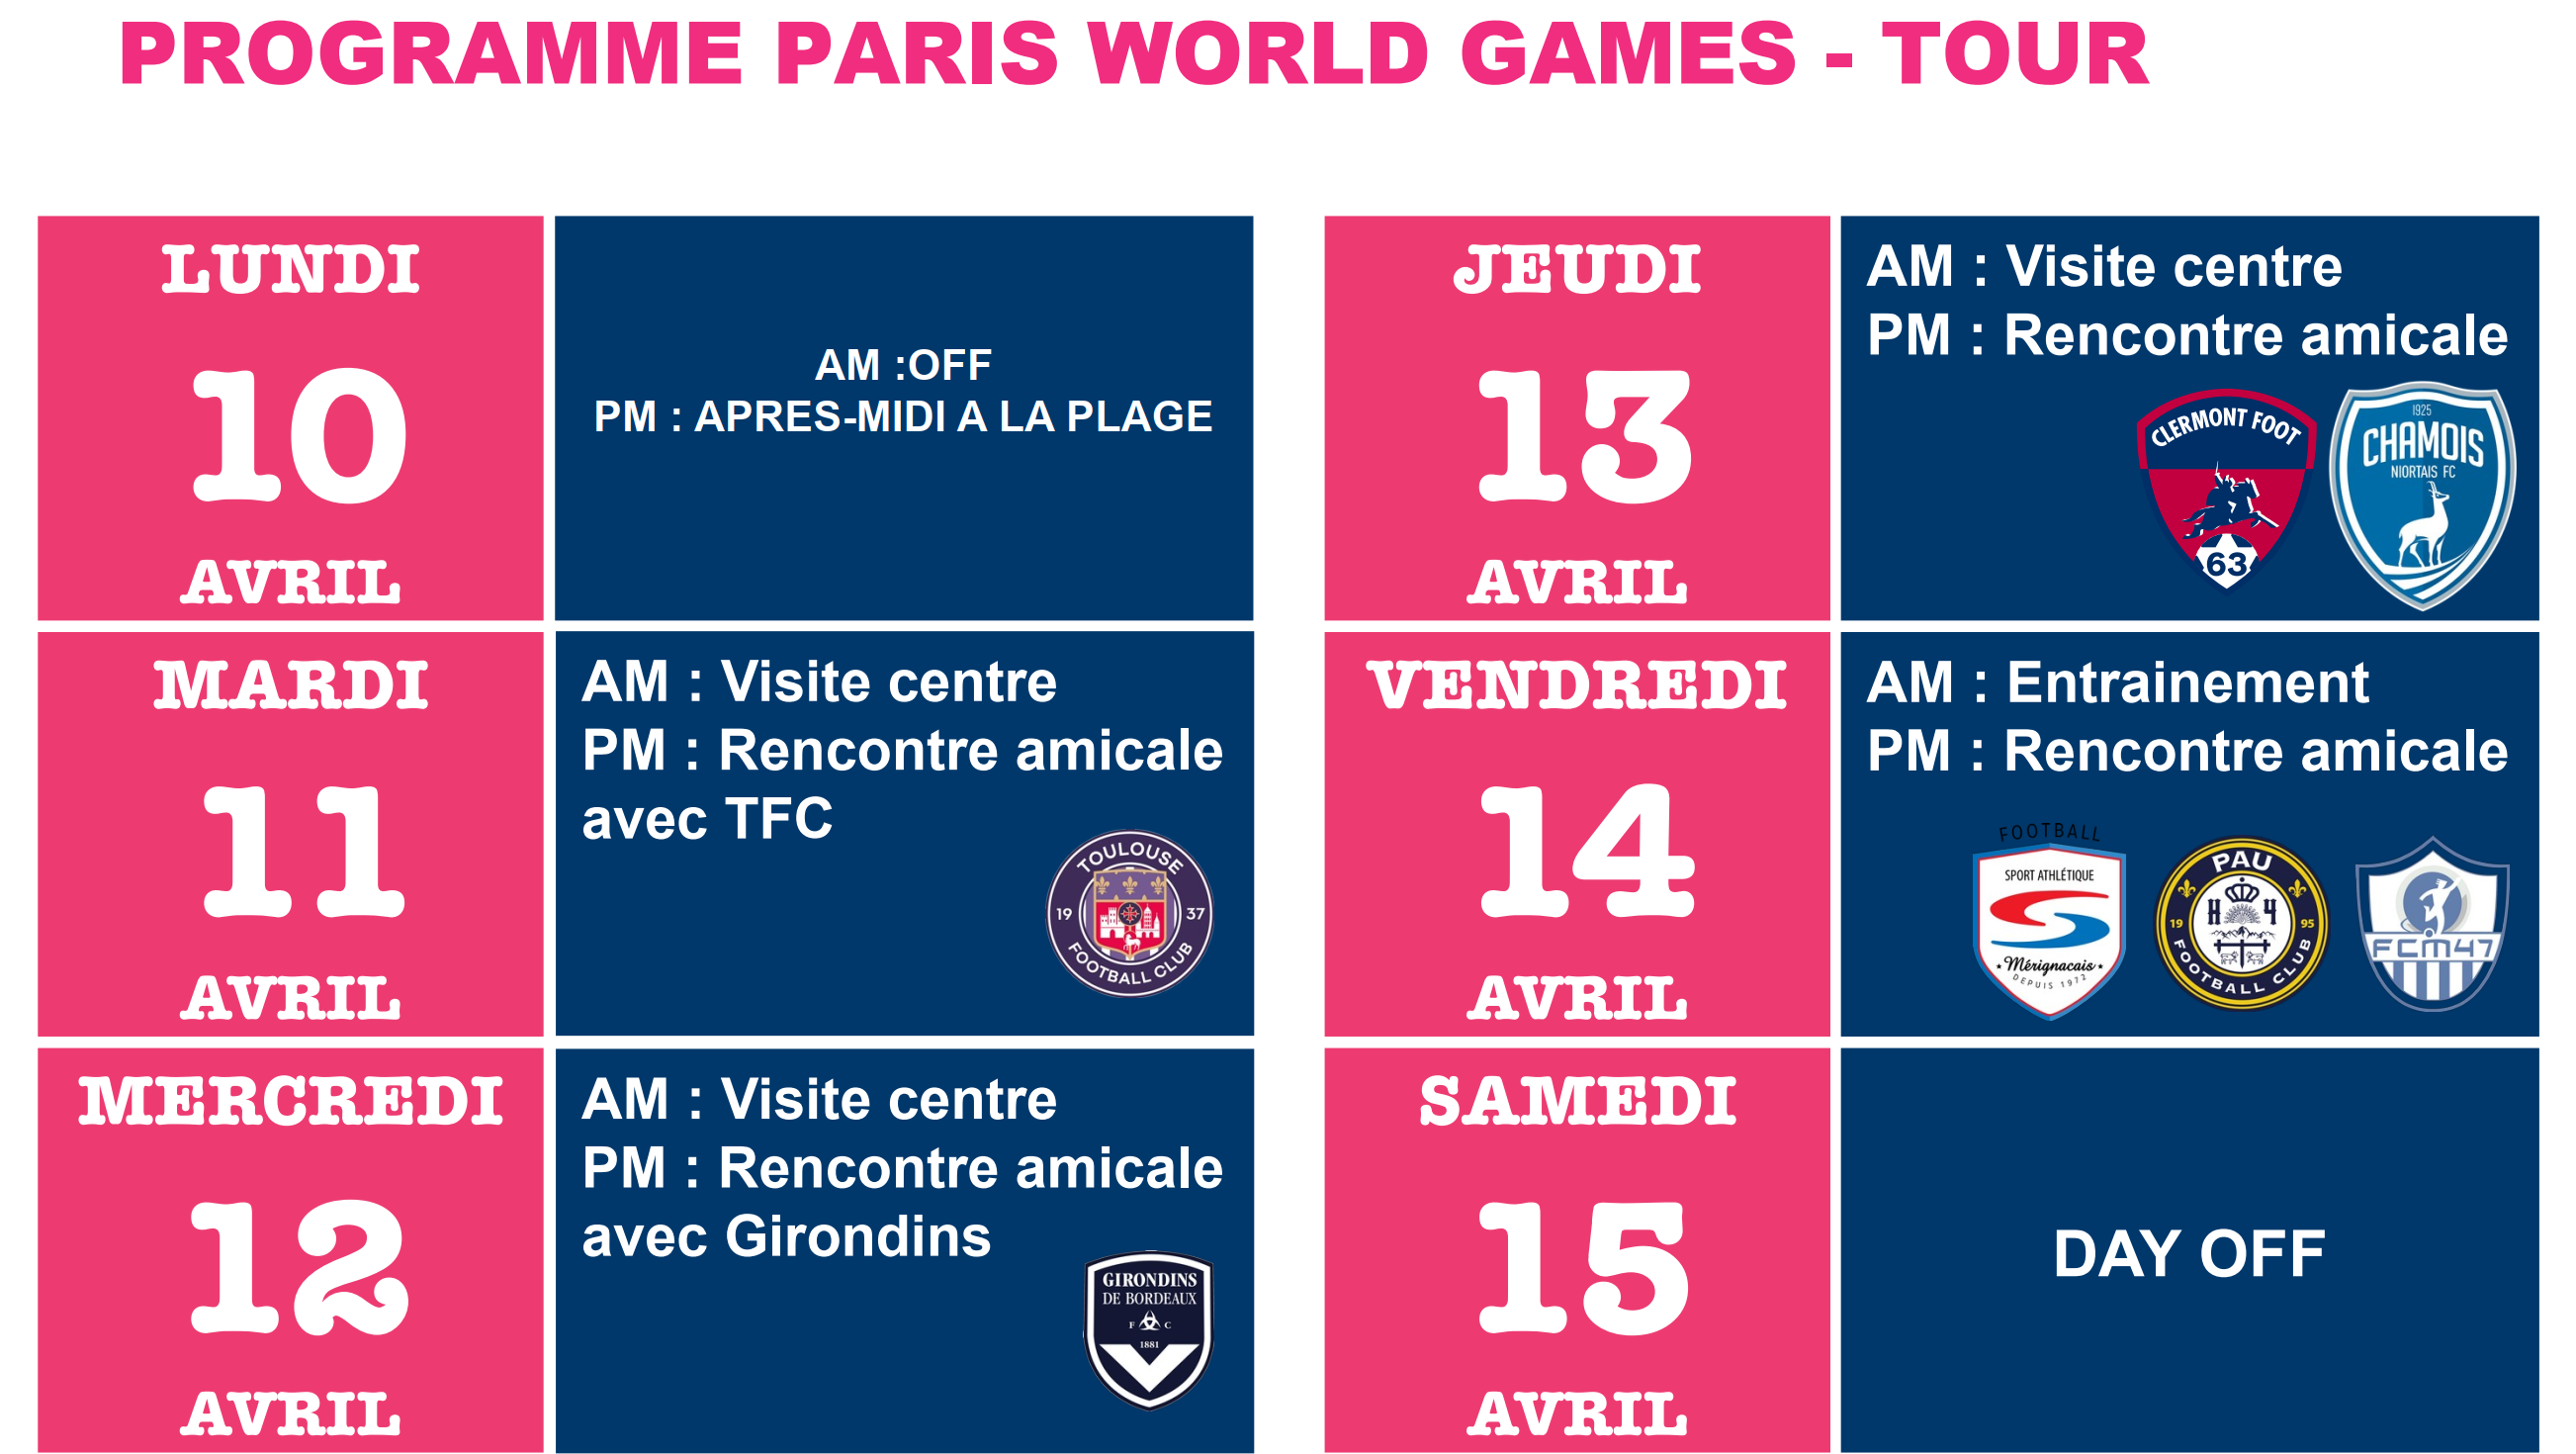 PROGRAMME PARIS WORLD GAMES - TOUR
LUNDI
10
AVRIL
AM :OFF
PM : APRES-MIDI A LA PLAGE
MARDI
11
AVRIL
AM : Visite centre
PM : Rencontre amicale
avec TFC
TOULOUSE
19 37
FOOTBALL CLUB
MERCREDI
12
AVRIL
AM : Visite centre
PM : Rencontre amicale
avec Girondins
GIRONDINS
DE BORDEAUX
F C
1881
JEUDI
13
AVRIL
AM : Visite centre
PM : Rencontre amicale
CLERMONT FOOT
63
1925
CHAMOIS
NIORTAIS FC
VENDREDI
14
AVRIL
AM : Entrainement
PM : Rencontre amicale
FOOTBALL
SPORT ATHLÉTIQUE
Mérignacais
DEPUIS 1972
PAU
H 4
19 95
FOOTBALL CLUB
FCM47
SAMEDI
15
AVRIL
DAY OFF